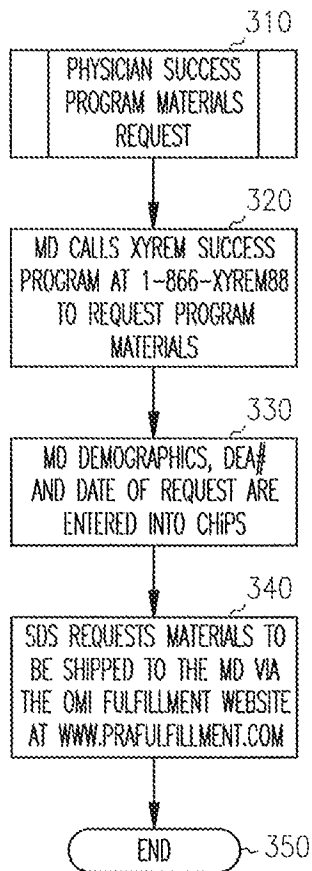 310
PHYSICIAN SUCCESS
PROGRAM MATERIALS
REQUEST
320
MD CALLS XYREM SUCCESS
PROGRAM AT 1-866-XYREM88
TO REQUEST PROGRAM
MATERIALS
330
MD DEMOGRAPHICS, DEA#
AND DATE OF REQUEST ARE
ENTERED INTO CHiPS
340
SDS REQUESTS MATERIALS TO
BE SHIPPED TO THE MD VIA
THE OMI FULFILLMENT WEBSITE
AT WWW.PRAFULFILLMENT.COM
END
350